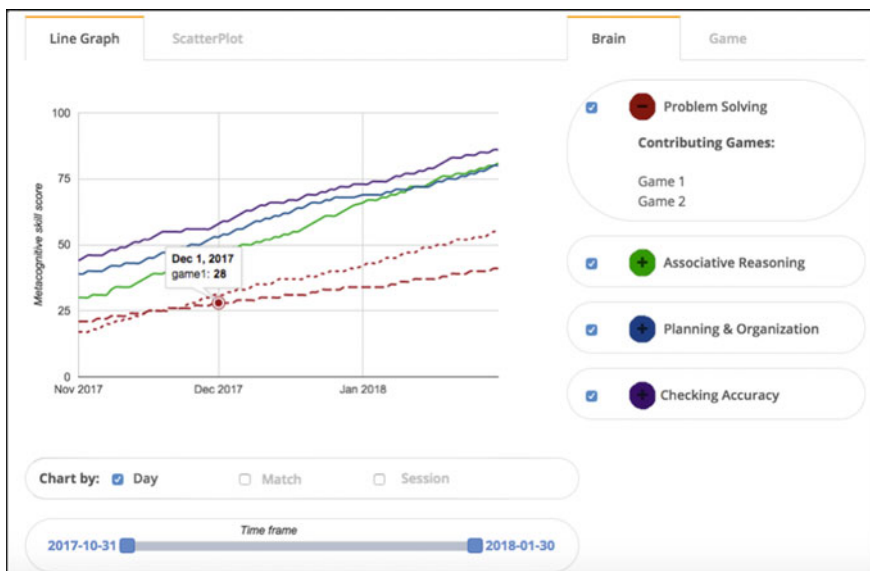 Line Graph
ScatterPlot
Brain
Game
100
75
50
25
0
Metacognitive skill score
Dec 1, 2017
game1: 28
Nov 2017
Dec 2017
Jan 2018
Problem Solving
Contributing Games:
Game 1
Game 2
Associative Reasoning
Planning & Organization
Checking Accuracy
Chart by:
Day
Match
Session
Time frame
2017-10-31
2018-01-30